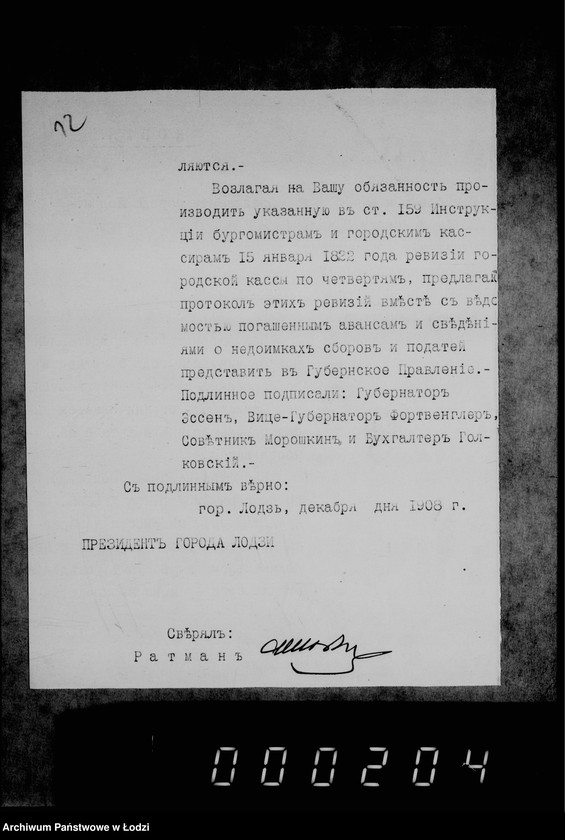 12
ляются.-
Возлагая на Вашу обязанность про-
изводить указанную въ ст. 159 Инструк-
ціи бургомистрамъ и городскимъ кас-
сирамъ 15 января 1822 года ревизіи го-
родской кассы по четвертямъ, предлагаю
протоколъ этихъ ревизій вмѣстѣ съ вѣдо
мостью погашеннымъ авансамъ и свѣдѣні-
ями о недоимкахъ сборовъ и податей
представить въ Губернское Правленіе.-
Подлинное подписали: Губернаторъ
Эссенъ, Вице-Губернаторъ Фортвенглеръ,
Совѣтникъ Морошкинъ и Бухгалтеръ Гол-
ковскій.-
Съ подлиннымъ вѣрно:
гор. Лодзь, декабря дня 1908 г.
ПРЕЗИДЕНТЪ ГОРОДА ЛОДЗИ
Свѣрялъ:
Ратманъ
000204
Archiwum Państwowe w Łodzi